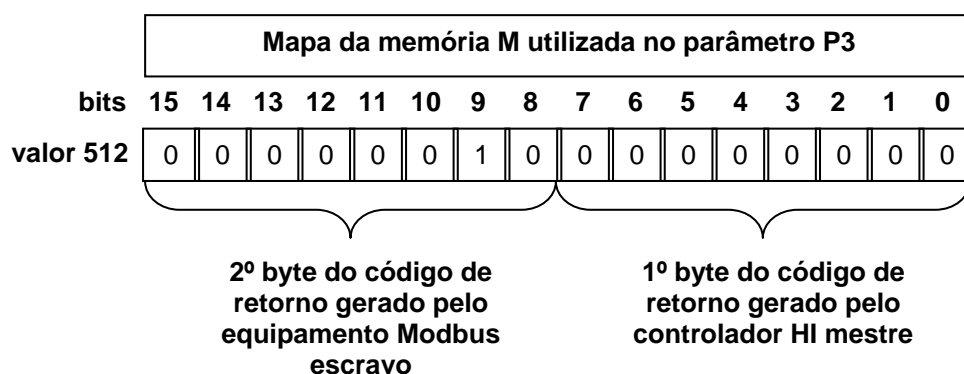 Mapa da memória M utilizada no parâmetro P3
bits 15 14 13 12 11 10 9 8 7 6 5 4 3 2 1 0
valor 512 0 0 0 0 0 0 1 0 0 0 0 0 0 0 0 0
2º byte do código de
retorno gerado pelo
equipamento Modbus
escravo
1º byte do código de
retorno gerado pelo
controlador HI mestre